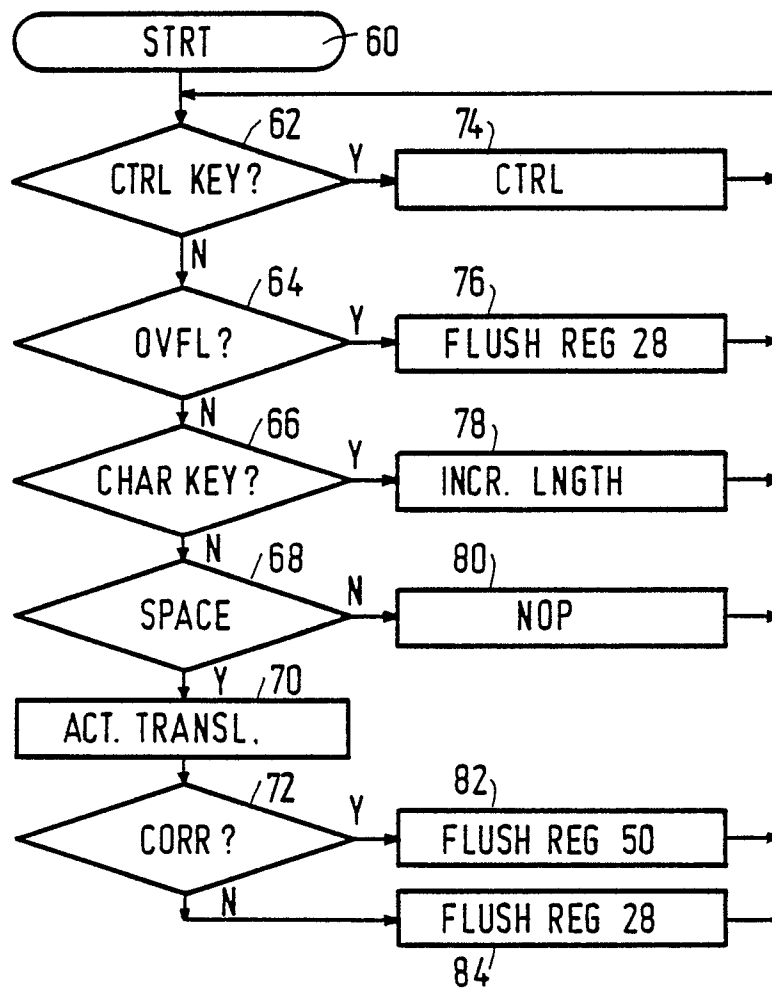 STRT 60
62 74
CTRL KEY? Y CTRL
N
64 76
OVFL? Y FLUSH REG 28
N
66 78
CHAR KEY? Y INCR. LNGTH
N
68 80
SPACE N NOP
Y 70
ACT. TRANSL.
72 82
CORR? Y FLUSH REG 50
N FLUSH REG 28
84